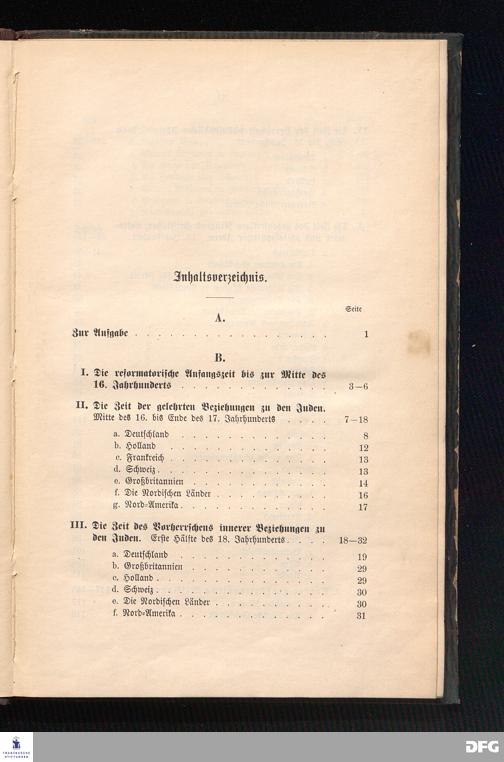 Inhaltsverzeichnis.
Seite
A.
Zur Aufgabe . . . . . . . . . . . . . . . . . 1
B.
I. Die reformatorische Anfangszeit bis zur Mitte des
16. Jahrhunderts . . . . . . . . . . . . . 3—6
II. Die Zeit der gelehrten Beziehungen zu den Juden.
Mitte des 16. bis Ende des 17. Jahrhunderts . . . . 7—18
a. Deutschland . . . . . . . . . . . . 8
b. Holland . . . . . . . . . . . . . 12
c. Frankreich . . . . . . . . . . . . 13
d. Schweiz . . . . . . . . . . . . . 13
e. Großbritannien . . . . . . . . . . . 14
f. Die Nordischen Länder . . . . . . . . . 16
g. Nord-Amerika . . . . . . . . . . . . 17
III. Die Zeit des Vorherrschens innerer Beziehungen zu
den Juden. Erste Hälfte des 18. Jahrhunderts . . . . 18—32
a. Deutschland . . . . . . . . . . . . 19
b. Großbritannien . . . . . . . . . . . 29
c. Holland . . . . . . . . . . . . . 29
d. Schweiz . . . . . . . . . . . . . 30
e. Die Nordischen Länder . . . . . . . . . 30
f. Nord-Amerika . . . . . . . . . . . . 31
FRANCKESCHE
STIFTUNGEN
DFG